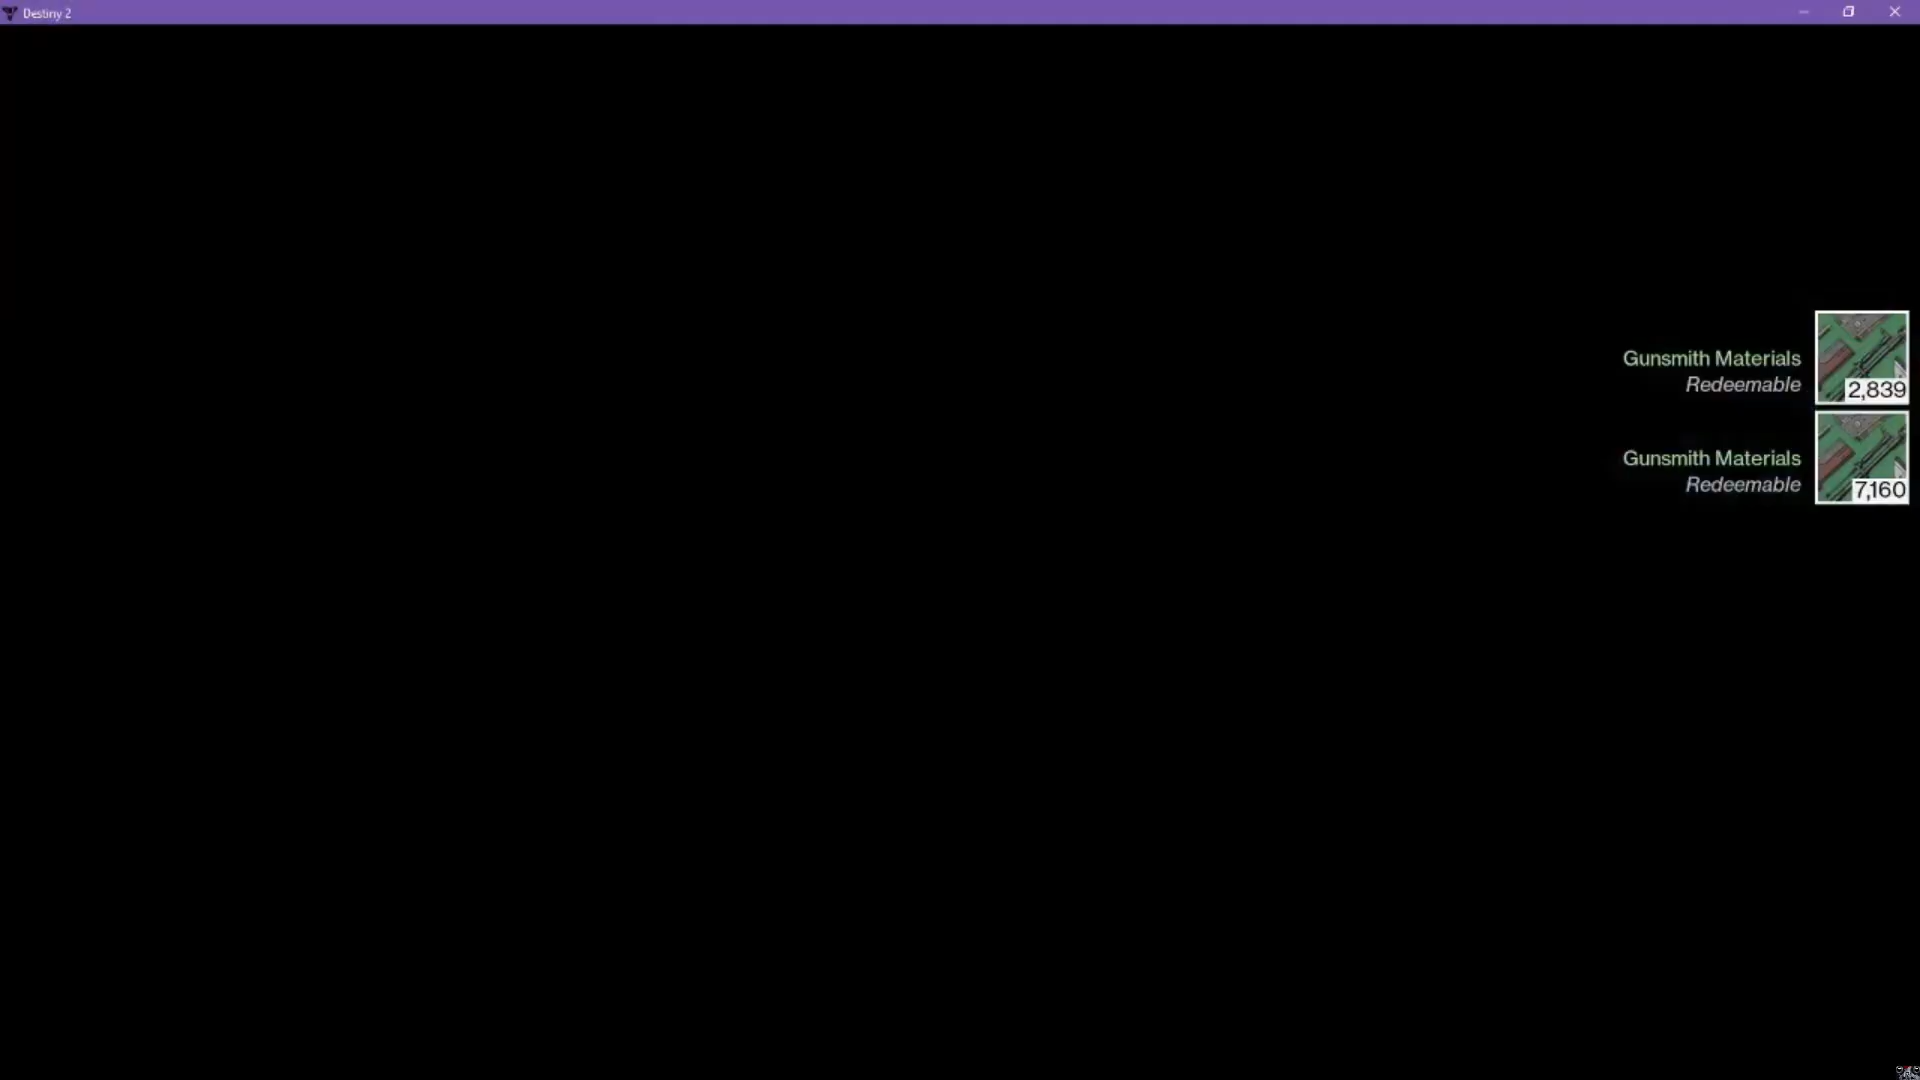 Destiny 2
Gunsmith Materials
Redeemable
2,839
Gunsmith Materials
Redeemable
7,160